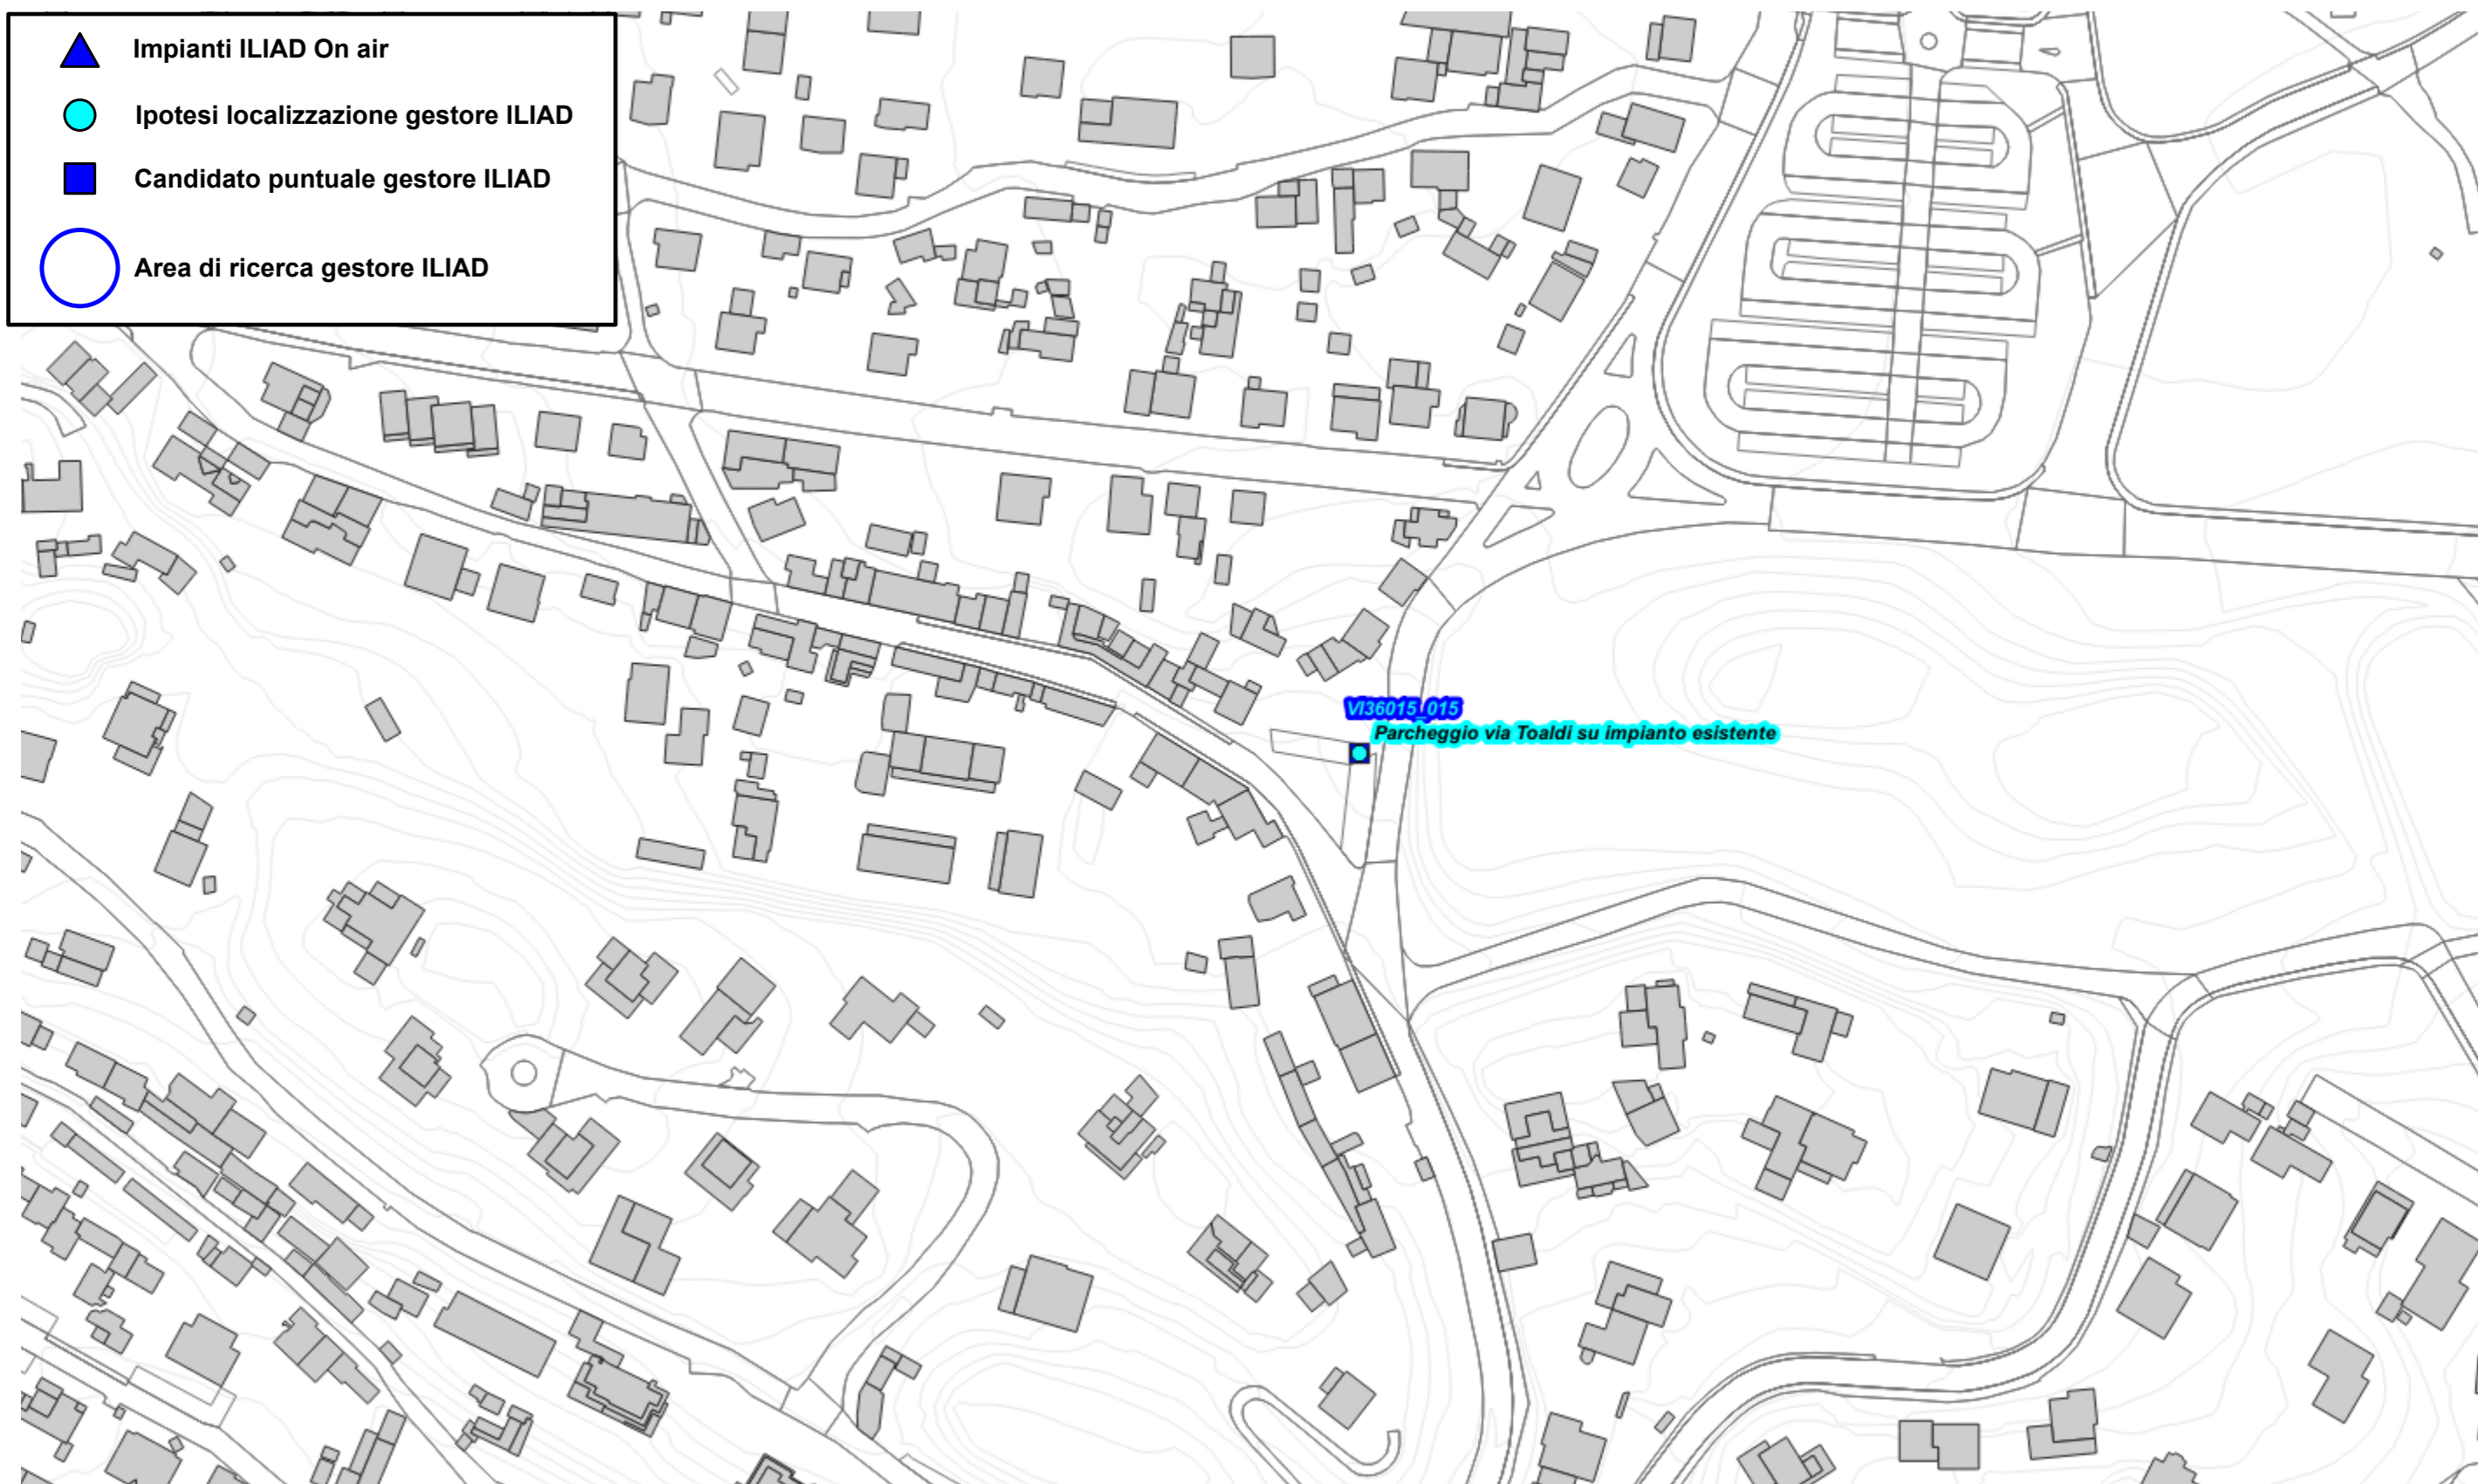 Impianti ILIAD On air
Ipotesi localizzazione gestore ILIAD
Candidato puntuale gestore ILIAD
Area di ricerca gestore ILIAD
VI36015_015
Parcheggio via Toaldi su impianto esistente